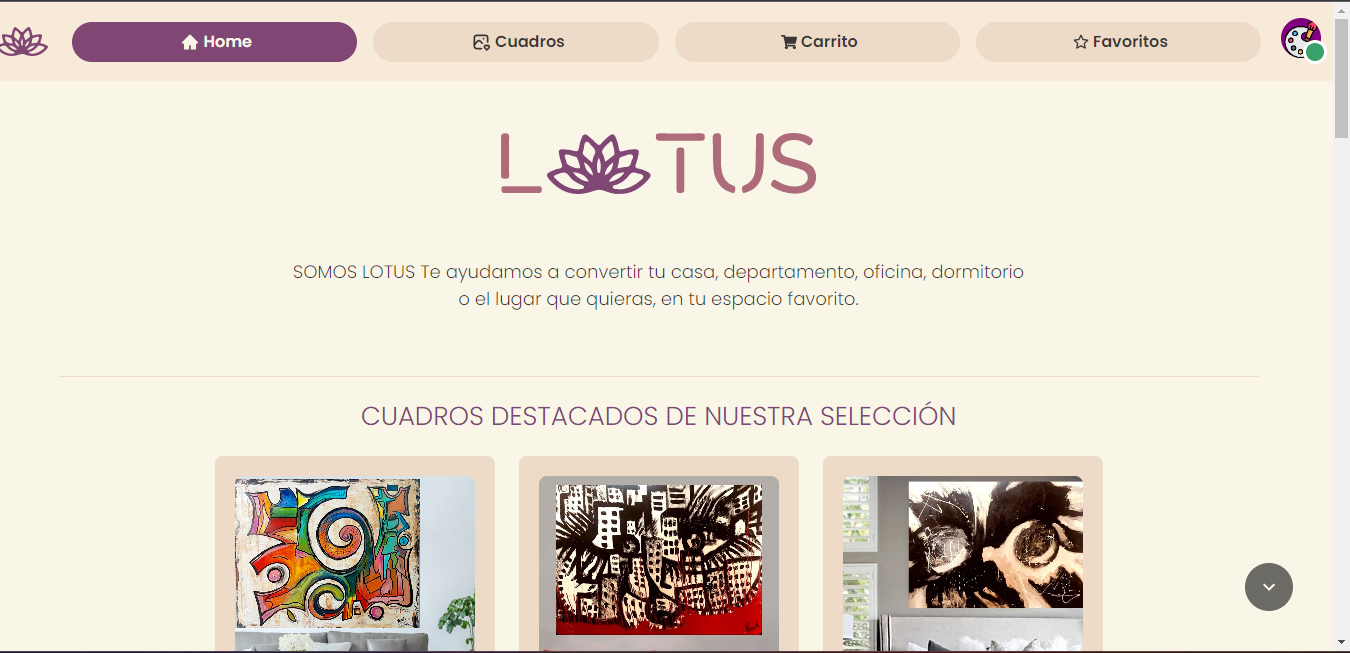 Home
Cuadros
Carrito
Favoritos
LOTUS
SOMOS LOTUS Te ayudamos a convertir tu casa, departamento, oficina, dormitorio
o el lugar que quieras, en tu espacio favorito.
CUADROS DESTACADOS DE NUESTRA SELECCIÓN